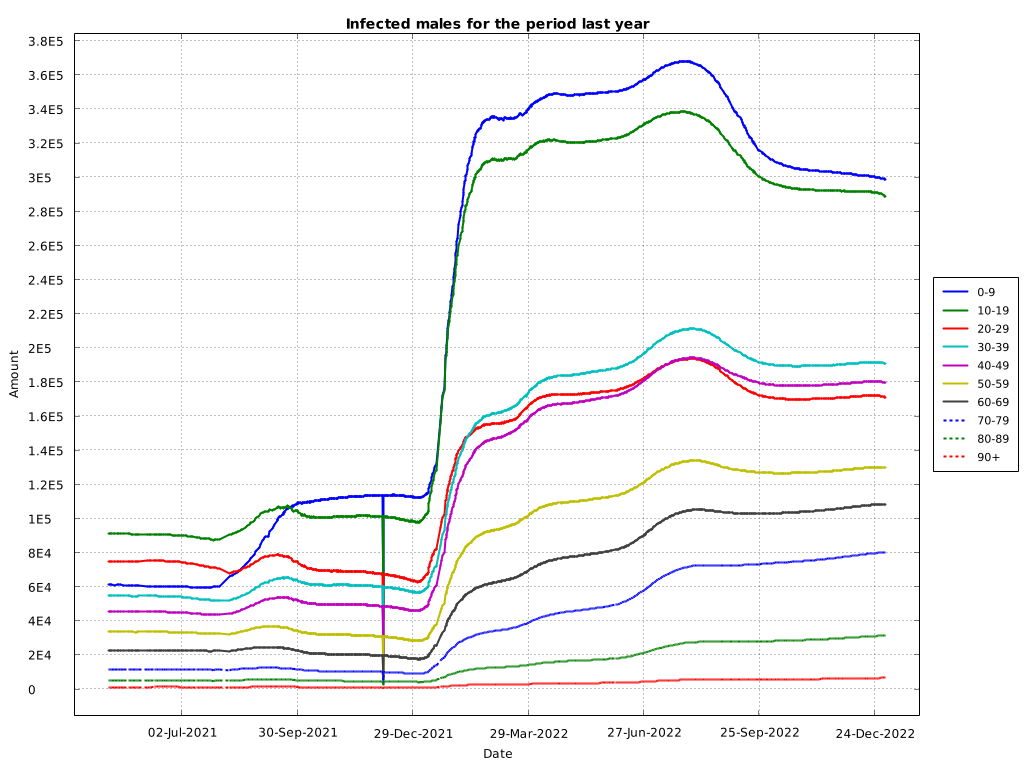 Infected males for the period last year
3.8E5
3.6E5
3.4E5
3.2E5
3E5
2.8E5
2.6E5
2.4E5
2.2E5
2E5
1.8E5
1.6E5
1.4E5
1.2E5
1E5
8E4
6E4
4E4
2E4
0
Amount
02-Jul-2021
30-Sep-2021
29-Dec-2021
29-Mar-2022
27-Jun-2022
25-Sep-2022
24-Dec-2022
Date
0-9
10-19
20-29
30-39
40-49
50-59
60-69
70-79
80-89
90+